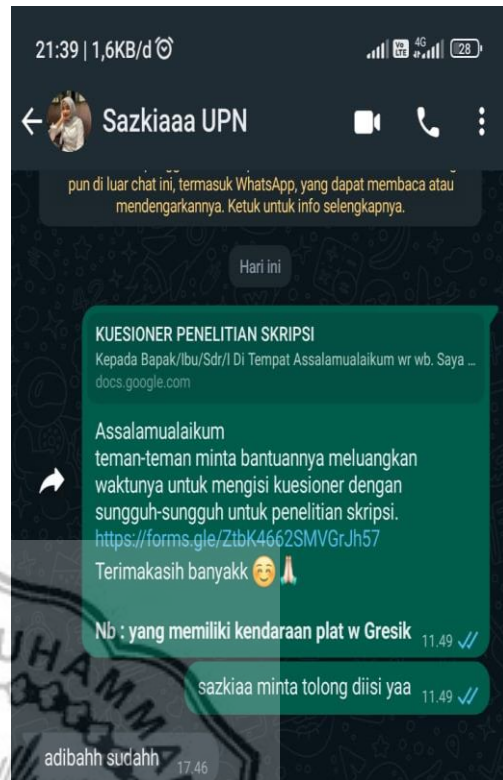 21:39 | 1,6KB/d
Vo LTE 4G 28
Sazkiaaa UPN
pun di luar chat ini, termasuk WhatsApp, yang dapat membaca atau
mendengarkannya. Ketuk untuk info selengkapnya.
Hari ini
KUESIONER PENELITIAN SKRIPSI
Kepada Bapak/Ibu/Sdr/I Di Tempat Assalamualaikum wr wb. Saya ...
docs.google.com
Assalamualaikum
teman-teman minta bantuannya meluangkan
waktunya untuk mengisi kuesioner dengan
sungguh-sungguh untuk penelitian skripsi.
https://forms.gle/ZtbK4662SMVGrJh57
Terimakasih banyakk 😊🙏
Nb : yang memiliki kendaraan plat w Gresik 11.49
sazkiaa minta tolong diisi yaa 11.49
adibahh sudahh 17.46
UHAMMA